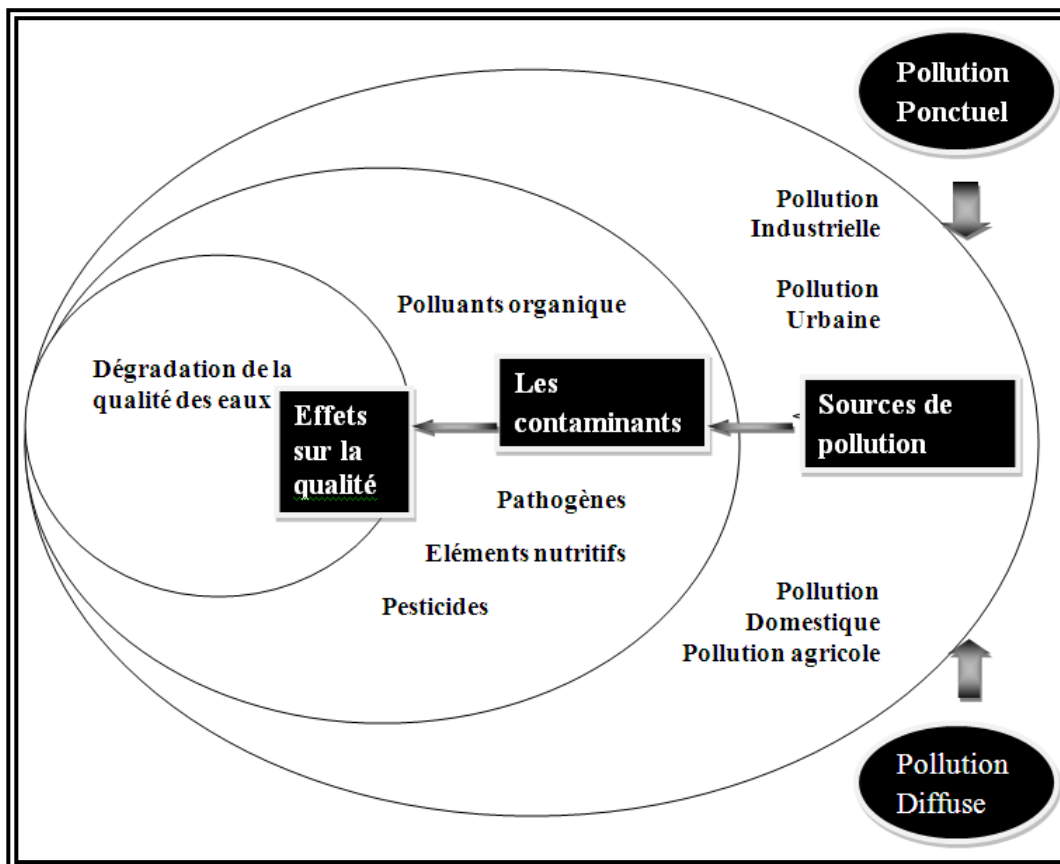 Pollution
Ponctuel
Pollution
Industrielle
Pollution
Urbaine
Polluants organique
Dégradation de la
qualité des eaux
Effets
sur la
qualité
Les
contaminants
Sources de
pollution
Pathogènes
Eléments nutritifs
Pesticides
Pollution
Domestique
Pollution agricole
Pollution
Diffuse